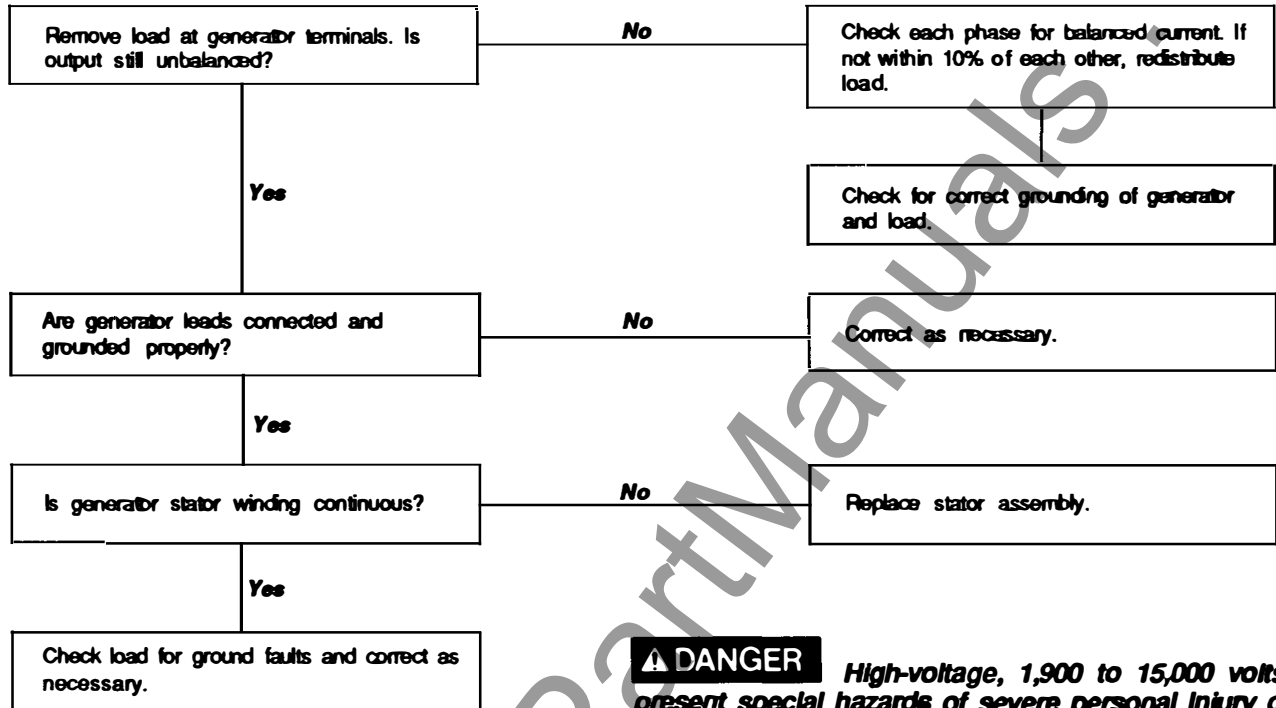 Remove load at generator terminals. Is
output still unbalanced?
No
Check each phase for balanced current. If
not within 10% of each other, redistribute
load.
Yes
Check for correct grounding of generator
and load.
Are generator leads connected and
grounded properly?
No
Correct as necessary.
Yes
Is generator stator winding continuous?
No
Replace stator assembly.
Yes
Check load for ground faults and correct as
necessary.
⚠ DANGER High-voltage, 1,900 to 15,000 volts
present special hazards of severe personal injury o
PartManuals